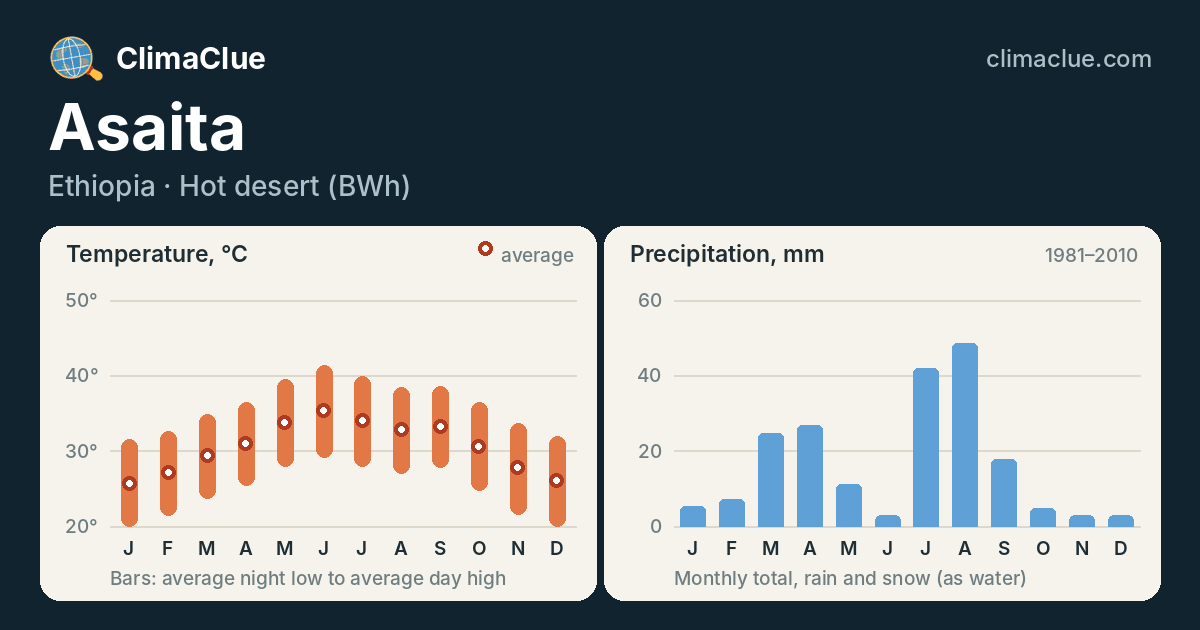 ClimaClue
climaclue.com
Asaita
Ethiopia · Hot desert (BWh)
Temperature, °C
average
50°
40°
30°
20°
J F M A M J J A S O N D
Bars: average night low to average day high
Precipitation, mm
1981–2010
60
40
20
0
J F M A M J J A S O N D
Monthly total, rain and snow (as water)